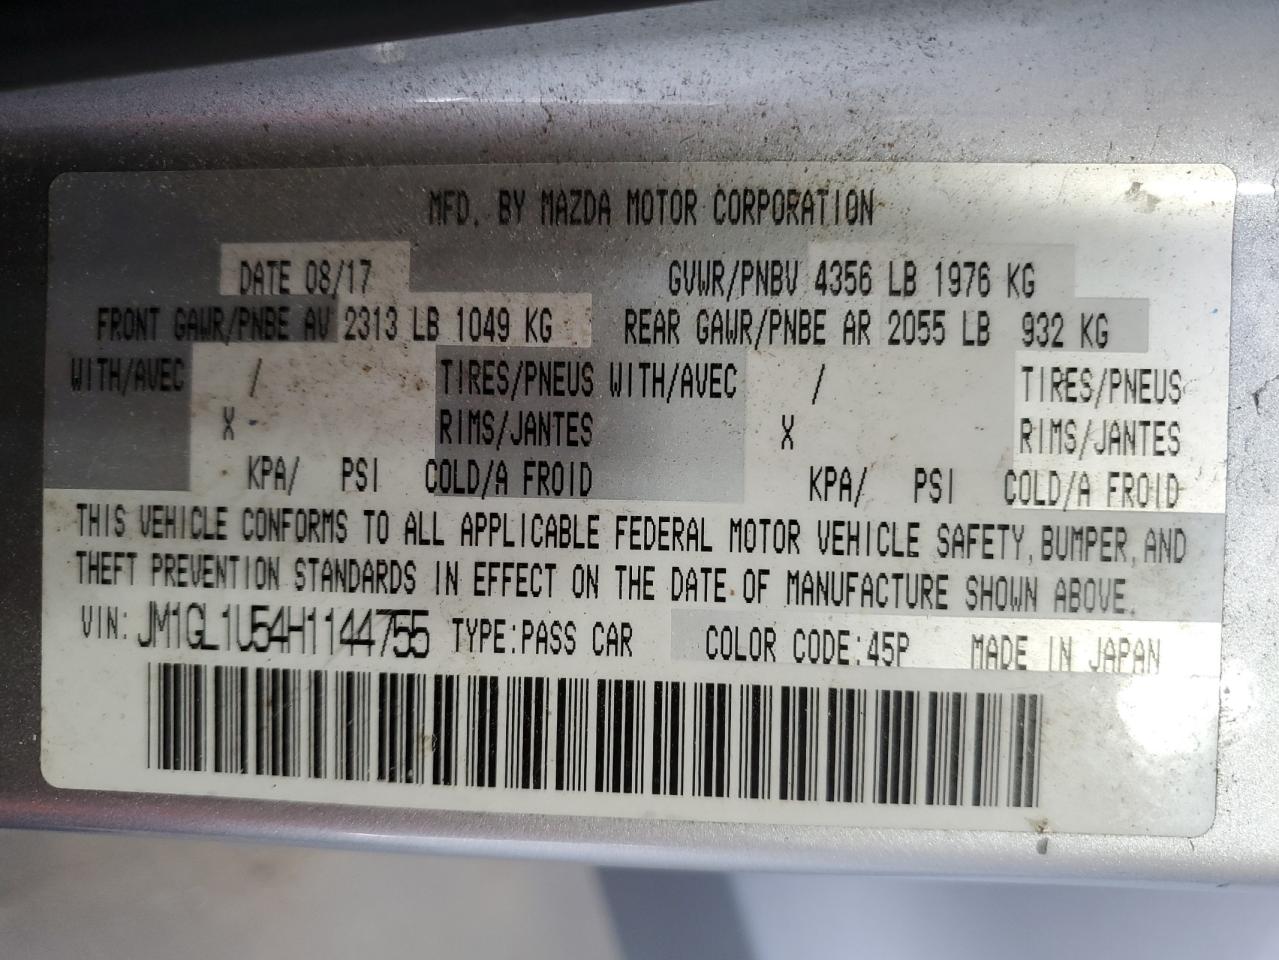 MFD. BY MAZDA MOTOR CORPORATION
DATE 08/17 GVWR/PNBV 4356 LB 1976 KG
FRONT GAWR/PNBE AV 2313 LB 1049 KG REAR GAWR/PNBE AR 2055 LB 932 KG
WITH/AVEC / TIRES/PNEUS WITH/AVEC / TIRES/PNEUS
X RIMS/JANTES X RIMS/JANTES
KPA/ PSI COLD/A FROID KPA/ PSI COLD/A FROID
THIS VEHICLE CONFORMS TO ALL APPLICABLE FEDERAL MOTOR VEHICLE SAFETY, BUMPER, AND
THEFT PREVENTION STANDARDS IN EFFECT ON THE DATE OF MANUFACTURE SHOWN ABOVE.
VIN: JM1GL1U54H1144755 TYPE:PASS CAR COLOR CODE:45P MADE IN JAPAN